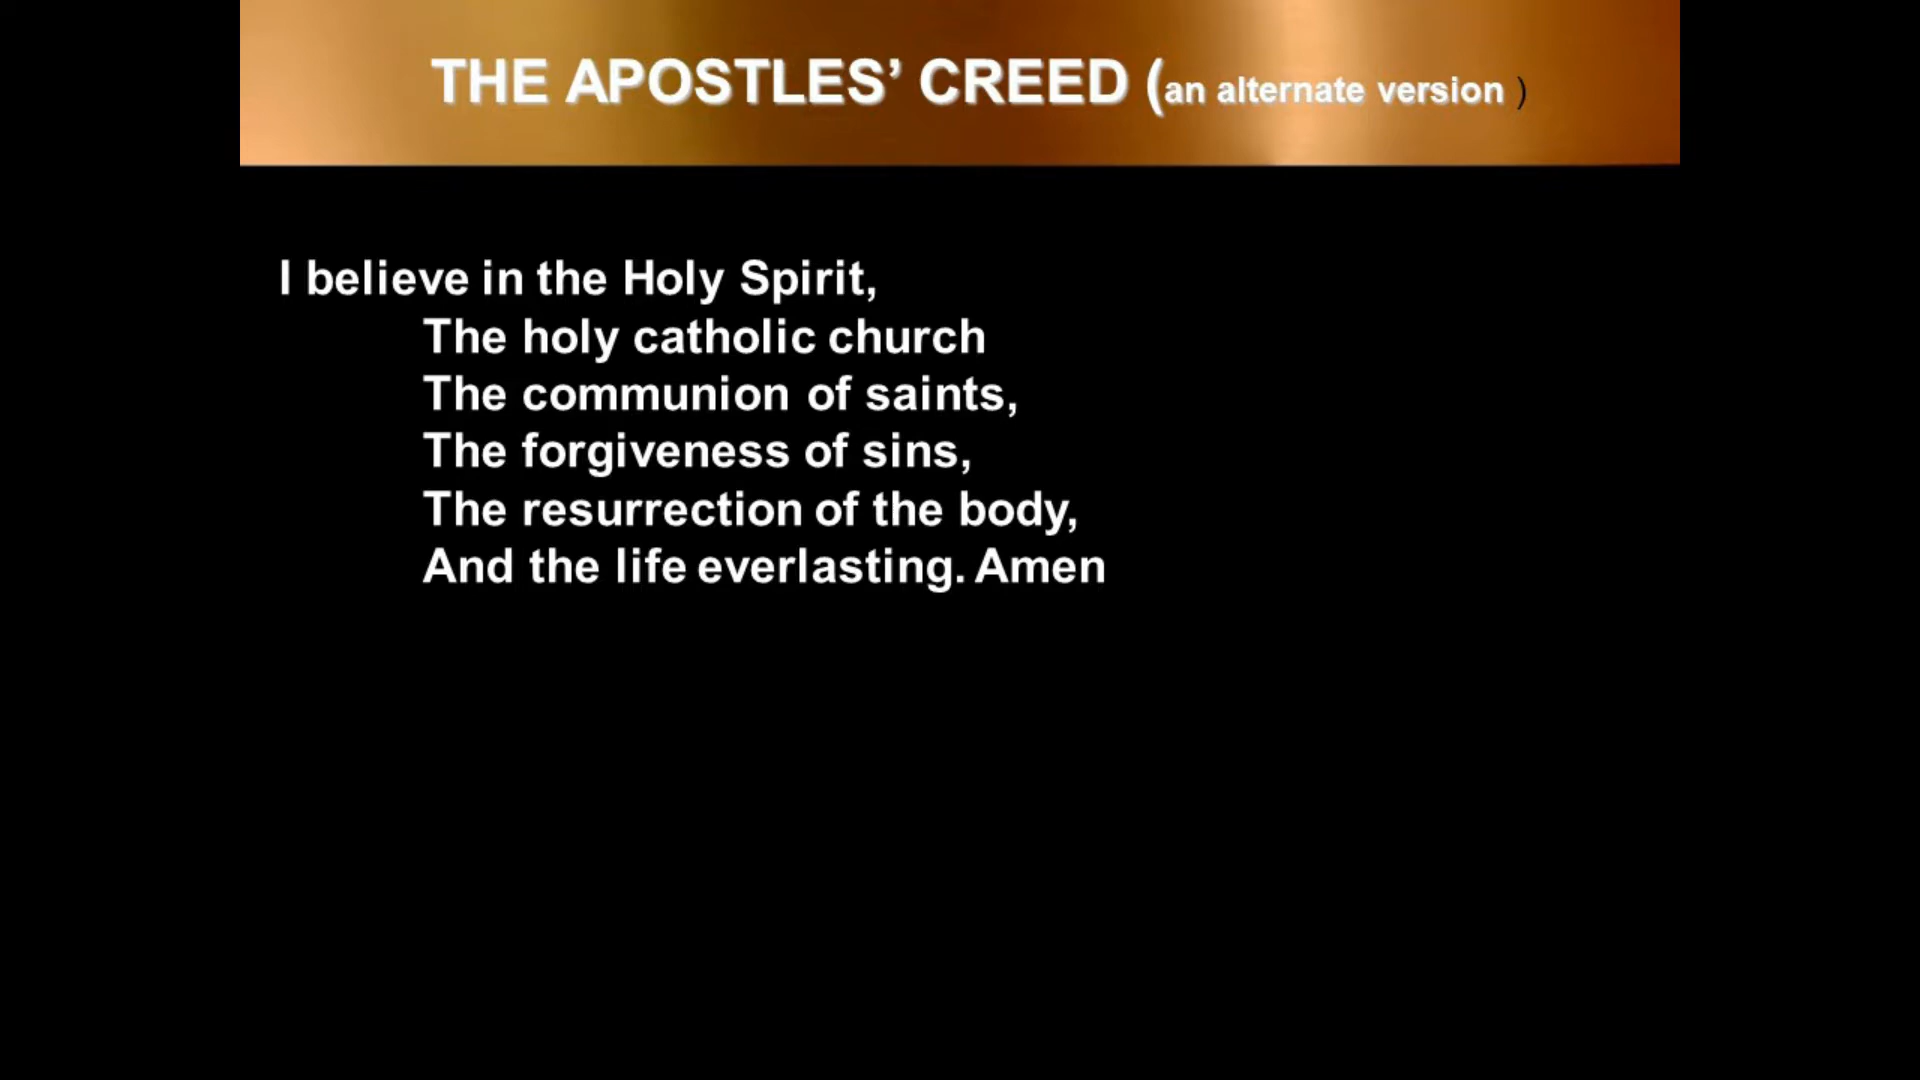 THE APOSTLES’ CREED (an alternate version )
I believe in the Holy Spirit,
The holy catholic church
The communion of saints,
The forgiveness of sins,
The resurrection of the body,
And the life everlasting. Amen